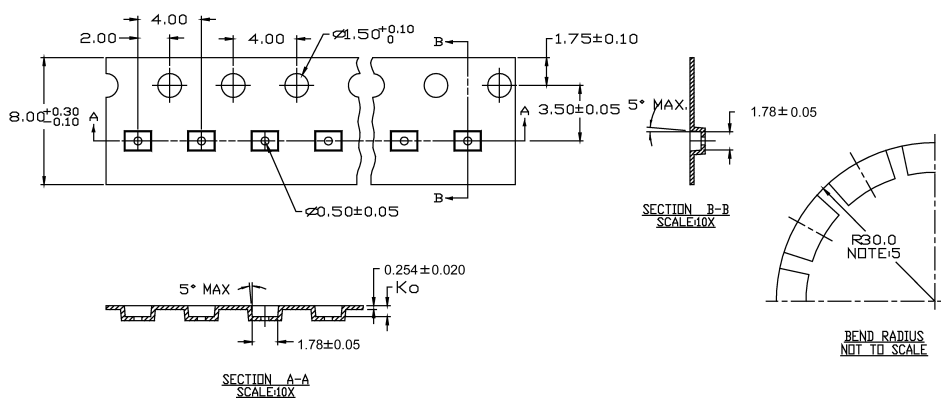 4.00
2.00
4.00
⌀1.50+0.10 0
B
1.75±0.10
8.00+0.30 -0.10
A
A
3.50±0.05
5° MAX.
1.78±0.05
B
⌀0.50±0.05
SECTION B-B
SCALE:10X
R30.0
NOTE:5
5° MAX
0.254±0.020
Ko
1.78±0.05
SECTION A-A
SCALE:10X
BEND RADIUS
NOT TO SCALE